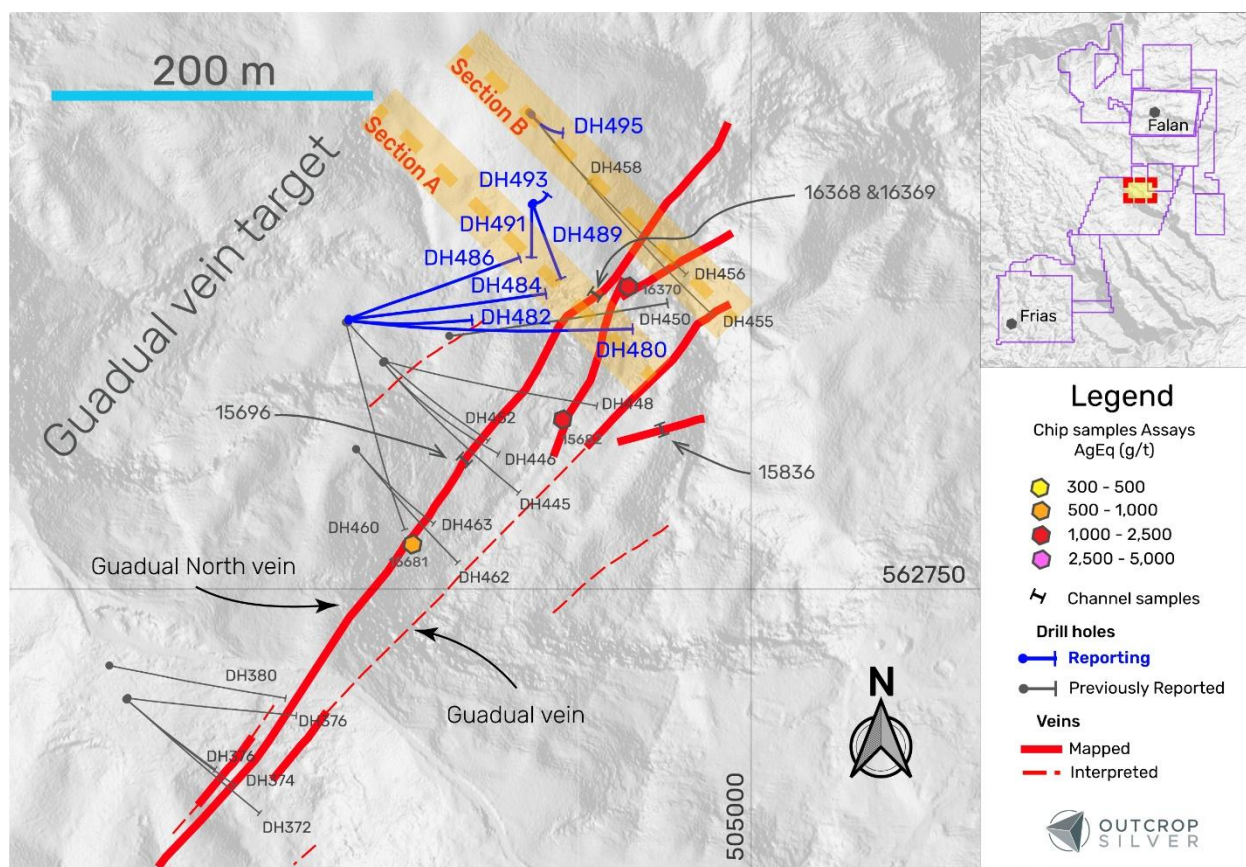 200 m
Guadual vein target
Section A
Section B
DH495
DH458
DH493
16368 &16369
DH491
DH489
DH486
DH484
DH456
16370
DH450
DH482
DH455
DH480
DH448
15696
DH452
15682
DH446
15836
DH445
DH460
DH463
15681
DH462
Guadual North vein
562750
DH380
DH376
Guadual vein
DH376
DH374
DH372
505000
N
Falan
Frias
Legend
Chip samples Assays
AgEq (g/t)
300 - 500
500 - 1,000
1,000 - 2,500
2,500 - 5,000
Channel samples
Drill holes
Reporting
Previously Reported
Veins
Mapped
Interpreted
OUTCROP
SILVER